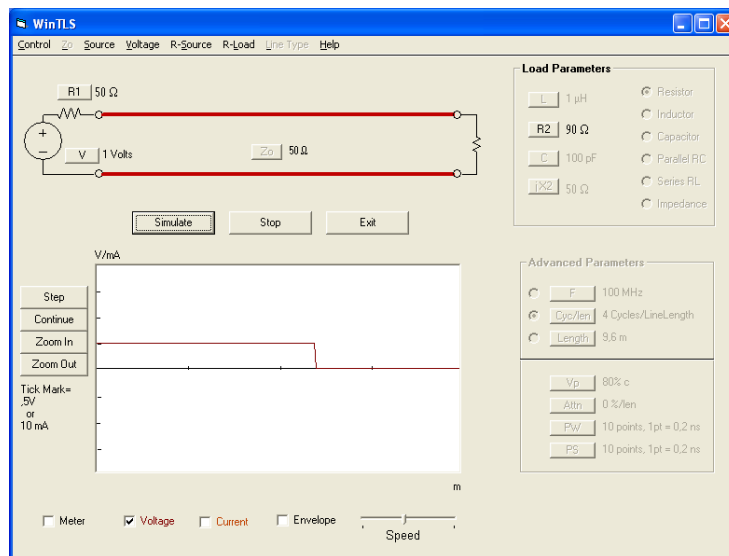 WinTLS
Control Zo Source Voltage R-Source R-Load Line Type Help
R1 50 Ω
V 1 Volts
Zo 50 Ω
Load Parameters
L 1 µH
R2 90 Ω
C 100 pF
jX2 50 Ω
Resistor
Inductor
Capacitor
Parallel RC
Series RL
Impedance
Simulate Stop Exit
V/mA
Step
Continue
Zoom In
Zoom Out
Tick Mark=
,5V
or
10 mA
m
Advanced Parameters
F 100 MHz
Cyc/len 4 Cycles/LineLength
Length 9,6 m
Vp 80% c
Attn 0 %/len
PW 10 points, 1pt = 0,2 ns
PS 10 points, 1pt = 0,2 ns
Meter Voltage Current Envelope
Speed